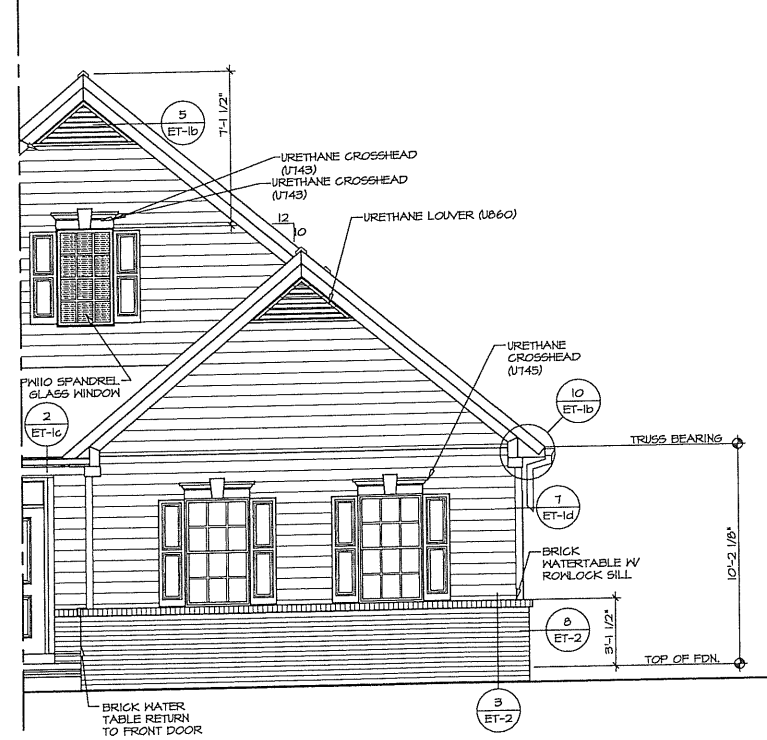 5
ET-1b
7'-1 1/2"
URETHANE CROSSHEAD
(U743)
URETHANE CROSSHEAD
(U743)
12
10
URETHANE LOUVER (U860)
URETHANE
CROSSHEAD
(U745)
PW110 SPANDREL
GLASS WINDOW
10
ET-1b
2
ET-1c
TRUSS BEARING
7
ET-1d
10'-2 1/8"
BRICK
WATERTABLE W/
ROWLOCK SILL
8
ET-2
3'-1 1/2"
TOP OF FDN.
3
ET-2
BRICK WATER
TABLE RETURN
TO FRONT DOOR